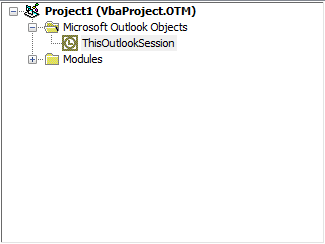 Project1 (VbaProject.OTM)
Microsoft Outlook Objects
ThisOutlookSession
Modules